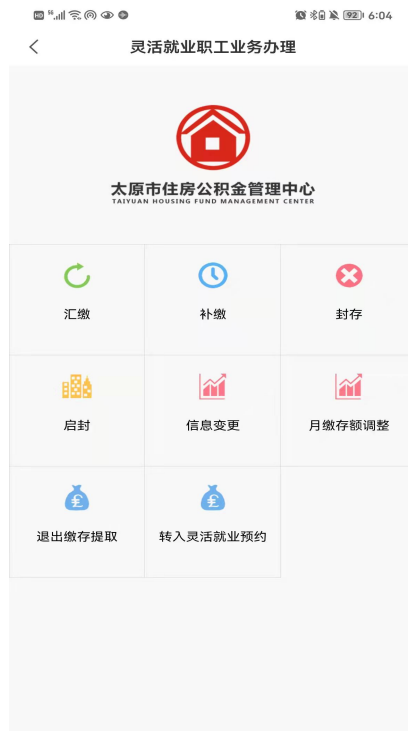 HD 5G 92 6:04
灵活就业职工业务办理
太原市住房公积金管理中心
TAIYUAN HOUSING FUND MANAGEMENT CENTER
汇缴 补缴 封存
启封 信息变更 月缴存额调整
退出缴存提取 转入灵活就业预约